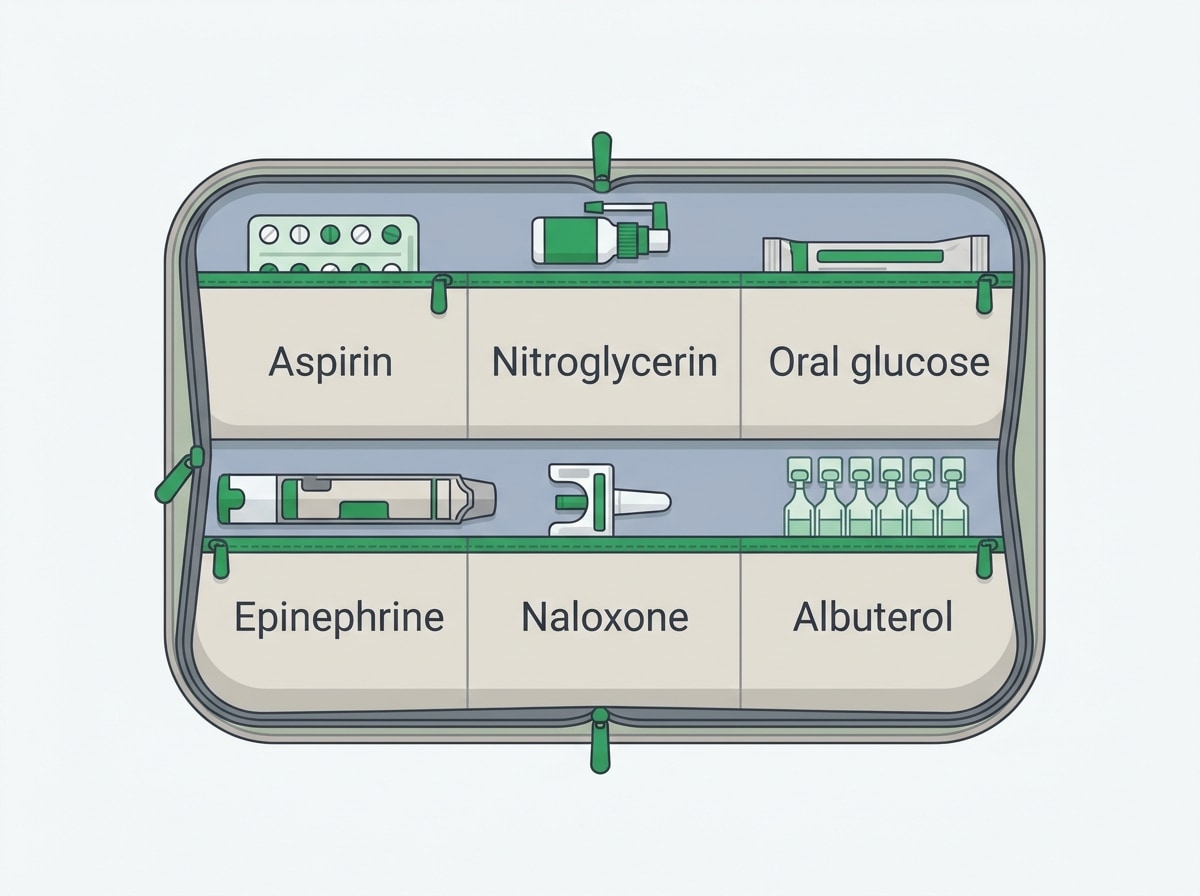 Aspirin
Nitroglycerin
Oral glucose
Epinephrine
Naloxone
Albuterol